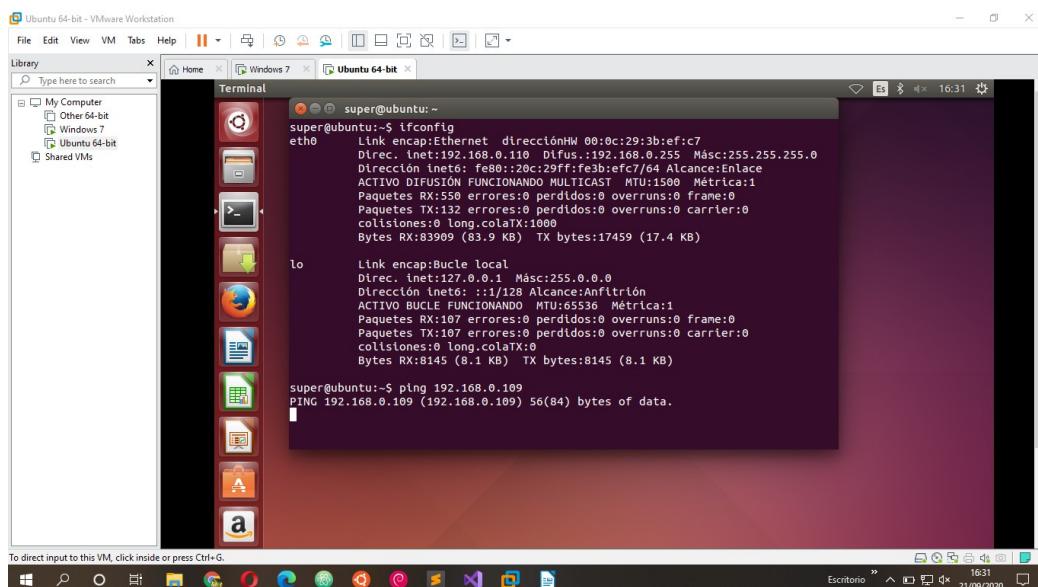 Ubuntu 64-bit - VMware Workstation
File Edit View VM Tabs Help
Library
Type here to search
My Computer
Other 64-bit
Windows 7
Ubuntu 64-bit
Shared VMs
Home
Windows 7
Ubuntu 64-bit
Terminal
Es
16:31
super@ubuntu: ~
super@ubuntu:~$ ifconfig
eth0 Link encap:Ethernet direcciónHW 00:0c:29:3b:ef:c7
Direc. inet:192.168.0.110 Difus.:192.168.0.255 Másc:255.255.255.0
Dirección inet6: fe80::20c:29ff:fe3b:efc7/64 Alcance:Enlace
ACTIVO DIFUSIÓN FUNCIONANDO MULTICAST MTU:1500 Métrica:1
Paquetes RX:550 errores:0 perdidos:0 overruns:0 frame:0
Paquetes TX:132 errores:0 perdidos:0 overruns:0 carrier:0
colisiones:0 long.colaTX:1000
Bytes RX:83909 (83.9 KB) TX bytes:17459 (17.4 KB)
lo Link encap:Bucle local
Direc. inet:127.0.0.1 Másc:255.0.0.0
Dirección inet6: ::1/128 Alcance:Anfitrión
ACTIVO BUCLE FUNCIONANDO MTU:65536 Métrica:1
Paquetes RX:107 errores:0 perdidos:0 overruns:0 frame:0
Paquetes TX:107 errores:0 perdidos:0 overruns:0 carrier:0
colisiones:0 long.colaTX:0
Bytes RX:8145 (8.1 KB) TX bytes:8145 (8.1 KB)
super@ubuntu:~$ ping 192.168.0.109
PING 192.168.0.109 (192.168.0.109) 56(84) bytes of data.
To direct input to this VM, click inside or press Ctrl+G.
Escritorio
16:31
21/09/2020